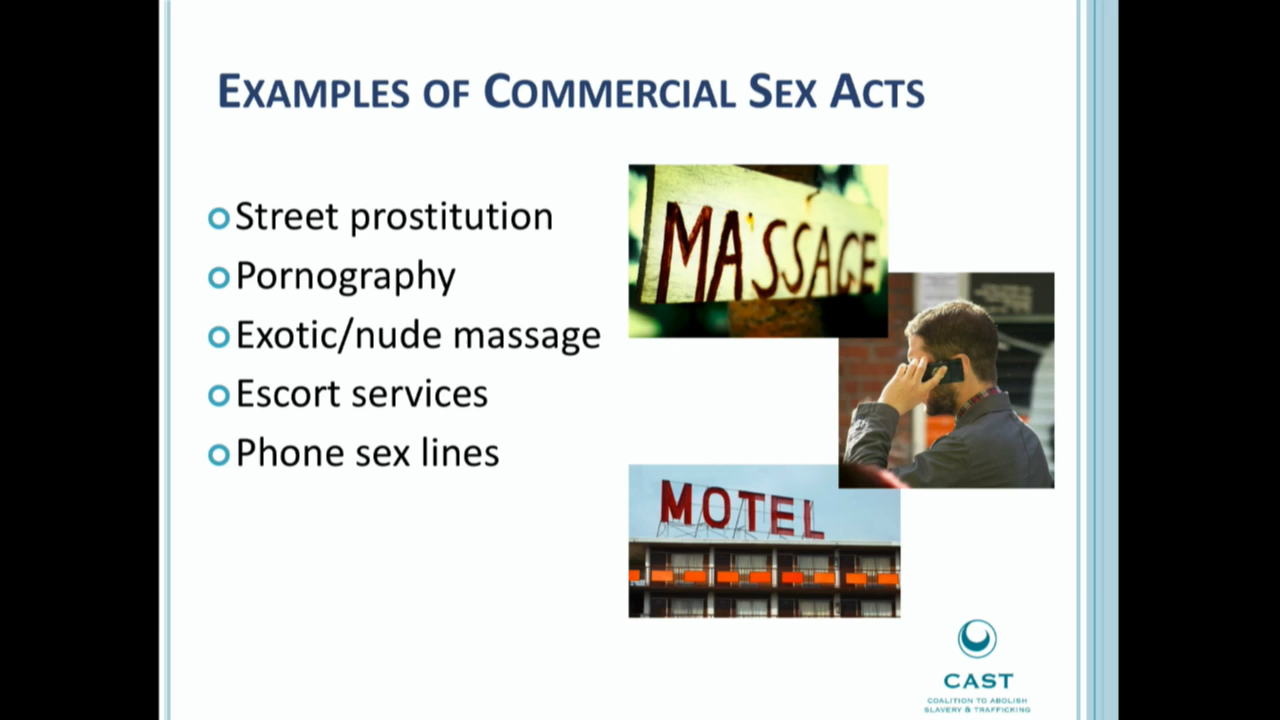 EXAMPLES OF COMMERCIAL SEX ACTS
Street prostitution
Pornography
Exotic/nude massage
Escort services
Phone sex lines
MASSAGE
MOTEL
CAST
COALITION TO ABOLISH
SLAVERY & TRAFFICKING